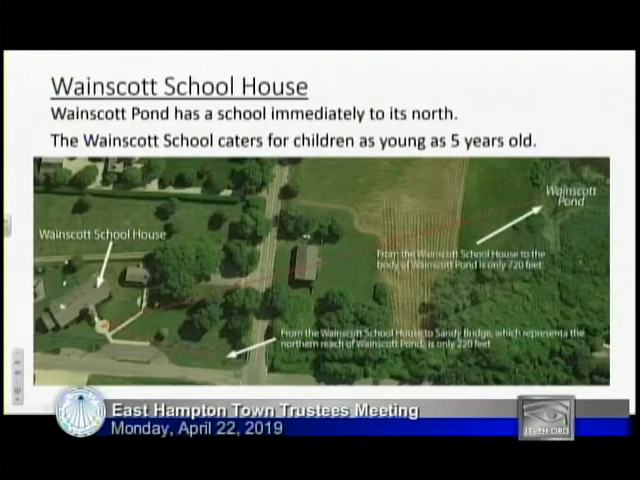 Wainscott School House
Wainscott Pond has a school immediately to its north.
The Wainscott School caters for children as young as 5 years old.
Wainscott
Pond
Wainscott School House
From the Wainscott School House to the
body of Wainscott Pond is only 720 feet
From the Wainscott School House to Sandy Bridge, which represents the
northern reach of Wainscott Pond, is only 220 feet
East Hampton Town Trustees Meeting
Monday, April 22, 2019
LTVEH.ORG